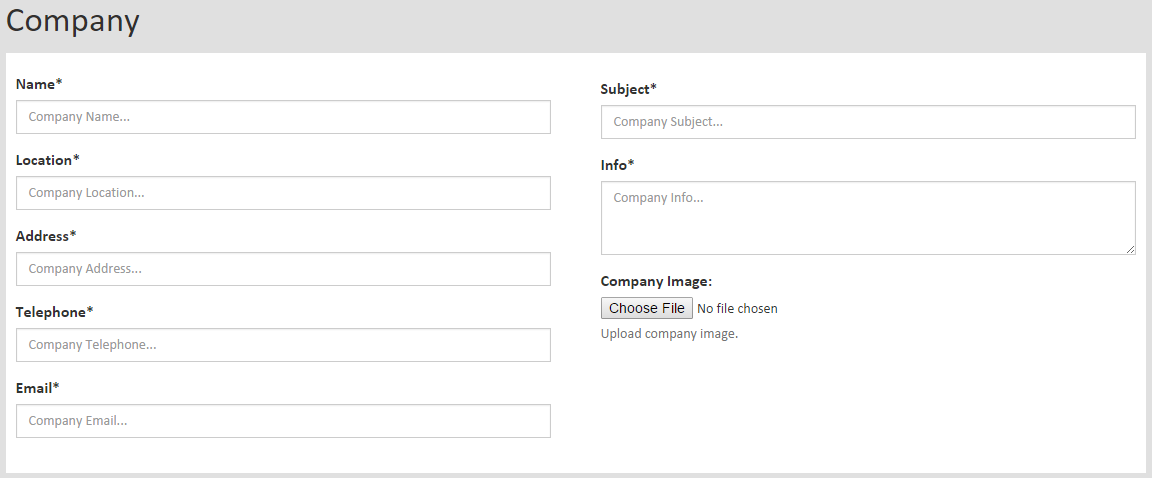 Company
Name*
Company Name...
Location*
Company Location...
Address*
Company Address...
Telephone*
Company Telephone...
Email*
Company Email...
Subject*
Company Subject...
Info*
Company Info...
Company Image:
Choose File No file chosen
Upload company image.